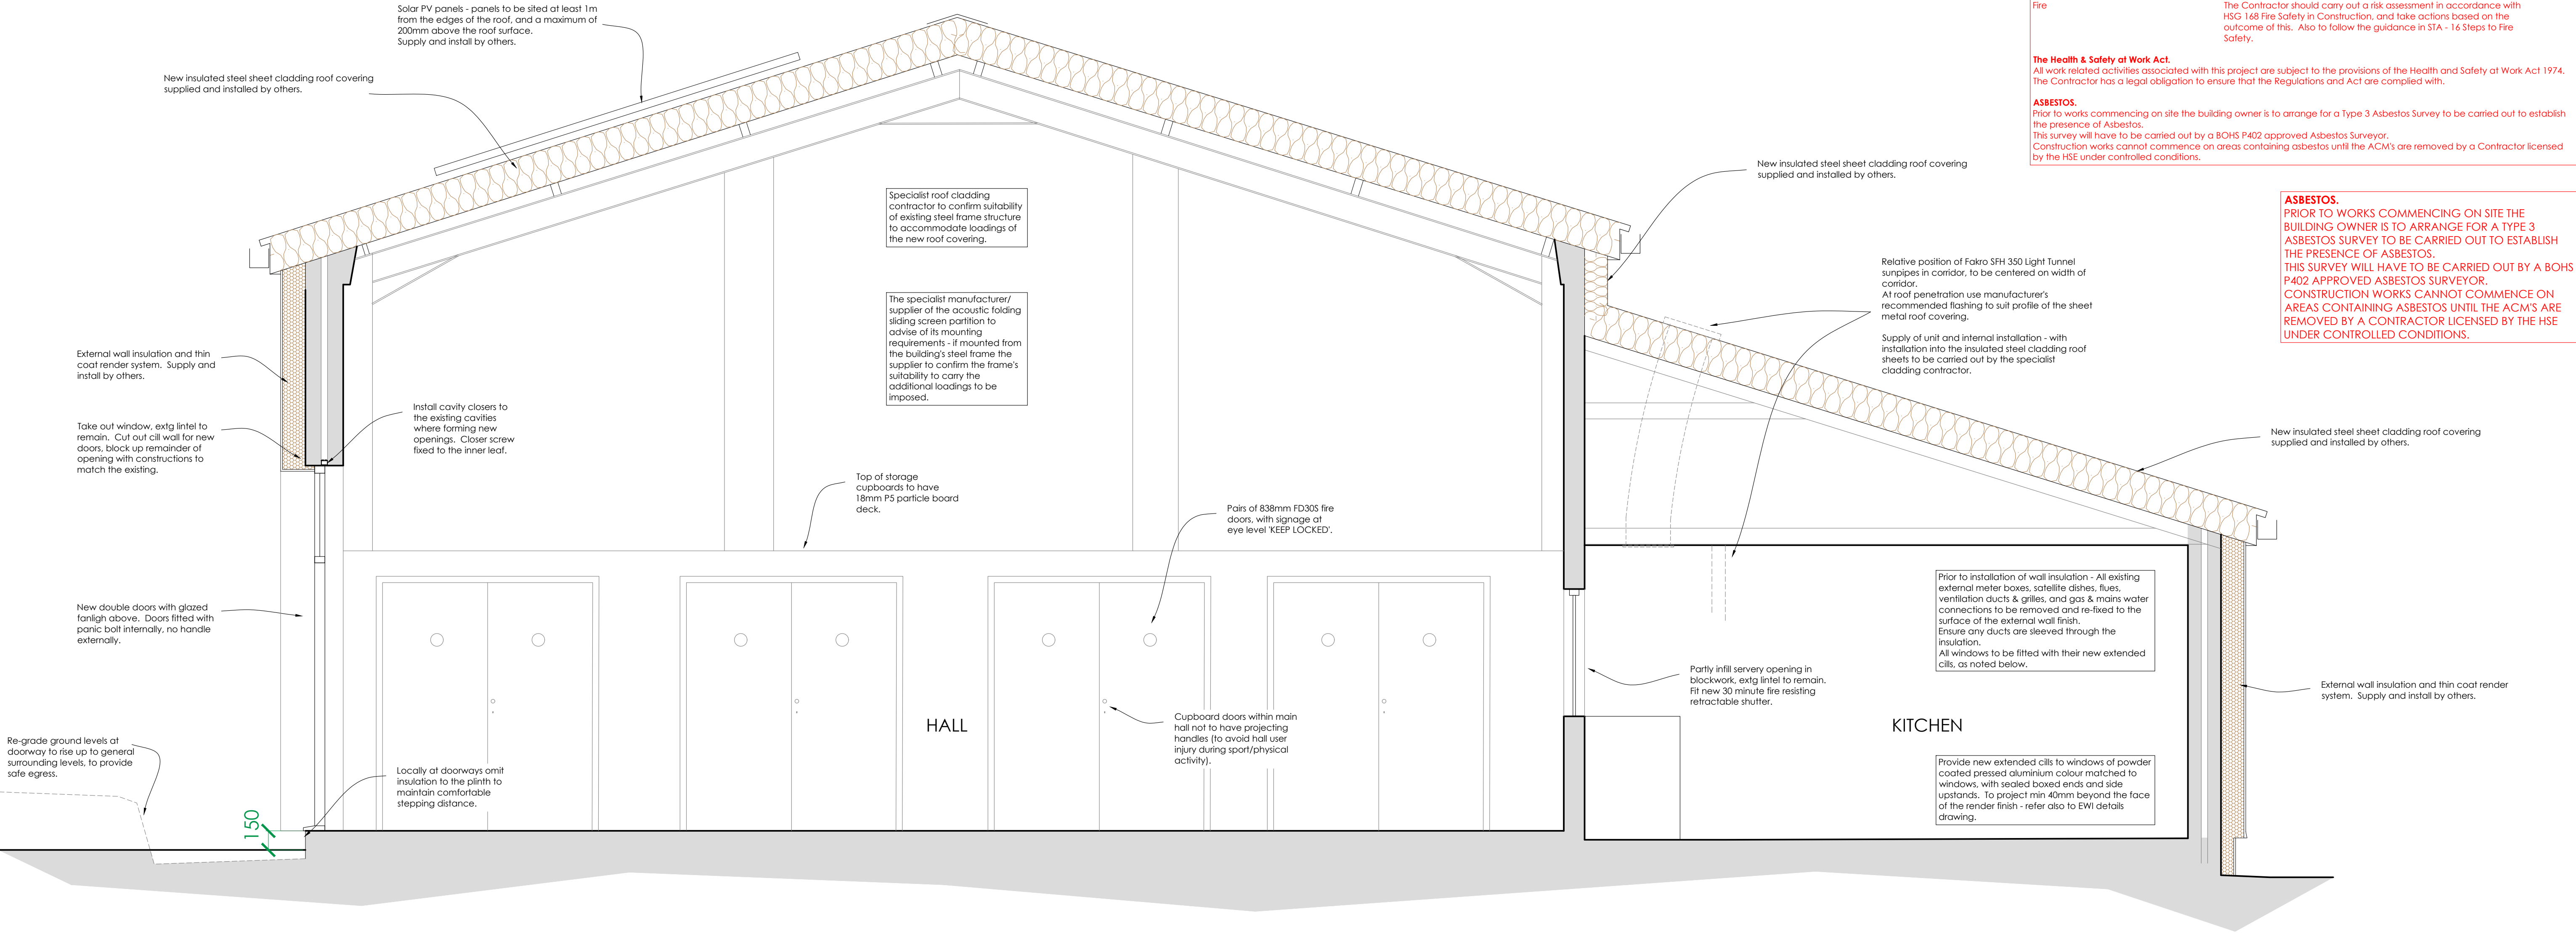 Solar PV panels - panels to be sited at least 1m
from the edges of the roof, and a maximum of
200mm above the roof surface.
Supply and install by others.
New insulated steel sheet cladding roof covering
supplied and installed by others.
Fire
The Contractor should carry out a risk assessment in accordance with
HSG 168 Fire Safety in Construction, and take actions based on the
outcome of this. Also to follow the guidance in STA - 16 Steps to Fire
Safety.
The Health & Safety at Work Act.
All work related activities associated with this project are subject to the provisions of the Health and Safety at Work Act 1974.
The Contractor has a legal obligation to ensure that the Regulations and Act are complied with.
ASBESTOS.
Prior to works commencing on site the building owner is to arrange for a Type 3 Asbestos Survey to be carried out to establish
the presence of Asbestos.
This survey will have to be carried out by a BOHS P402 approved Asbestos Surveyor.
Construction works cannot commence on areas containing asbestos until the ACM's are removed by a Contractor licensed
by the HSE under controlled conditions.
ASBESTOS.
PRIOR TO WORKS COMMENCING ON SITE THE
BUILDING OWNER IS TO ARRANGE FOR A TYPE 3
ASBESTOS SURVEY TO BE CARRIED OUT TO ESTABLISH
THE PRESENCE OF ASBESTOS.
THIS SURVEY WILL HAVE TO BE CARRIED OUT BY A BOHS
P402 APPROVED ASBESTOS SURVEYOR.
CONSTRUCTION WORKS CANNOT COMMENCE ON
AREAS CONTAINING ASBESTOS UNTIL THE ACM'S ARE
REMOVED BY A CONTRACTOR LICENSED BY THE HSE
UNDER CONTROLLED CONDITIONS.
New insulated steel sheet cladding roof covering
supplied and installed by others.
Specialist roof cladding
contractor to confirm suitability
of existing steel frame structure
to accommodate loadings of
the new roof covering.
Relative position of Fakro SFH 350 Light Tunnel
sunpipes in corridor, to be centered on width of
corridor.
At roof penetration use manufacturer's
recommended flashing to suit profile of the sheet
metal roof covering.
Supply of unit and internal installation - with
installation into the insulated steel cladding roof
sheets to be carried out by the specialist
cladding contractor.
The specialist manufacturer/
supplier of the acoustic folding
sliding screen partition to
advise of its mounting
requirements - if mounted from
the building's steel frame the
supplier to confirm the frame's
suitability to carry the
additional loadings to be
imposed.
External wall insulation and thin
coat render system. Supply and
install by others.
Install cavity closers to
the existing cavities
where forming new
openings. Closer screw
fixed to the inner leaf.
Take out window, extg lintel to
remain. Cut out cill wall for new
doors, block up remainder of
opening with constructions to
match the existing.
New insulated steel sheet cladding roof covering
supplied and installed by others.
Top of storage
cupboards to have
18mm P5 particle board
deck.
Pairs of 838mm FD30S fire
doors, with signage at
eye level 'KEEP LOCKED'.
Prior to installation of wall insulation - All existing
external meter boxes, satellite dishes, flues,
ventilation ducts & grilles, and gas & mains water
connections to be removed and re-fixed to the
surface of the external wall finish.
Ensure any ducts are sleeved through the
insulation.
All windows to be fitted with their new extended
cills, as noted below.
New double doors with glazed
fanligh above. Doors fitted with
panic bolt internally, no handle
externally.
Partly infill servery opening in
blockwork, extg lintel to remain.
Fit new 30 minute fire resisting
retractable shutter.
External wall insulation and thin coat render
system. Supply and install by others.
Cupboard doors within main
hall not to have projecting
handles (to avoid hall user
injury during sport/physical
activity).
HALL
KITCHEN
Re-grade ground levels at
doorway to rise up to general
surrounding levels, to provide
safe egress.
Locally at doorways omit
insulation to the plinth to
maintain comfortable
stepping distance.
Provide new extended cills to windows of powder
coated pressed aluminium colour matched to
windows, with sealed boxed ends and side
upstands. To project min 40mm beyond the face
of the render finish - refer also to EWI details
drawing.
150